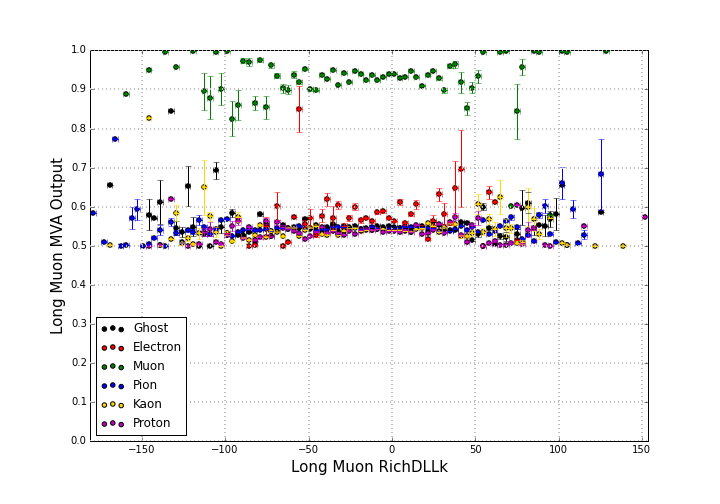 1.0
0.9
0.8
0.7
0.6
0.5
0.4
0.3
0.2
0.1
0.0
Long Muon MVA Output
Ghost
Electron
Muon
Pion
Kaon
Proton
−150 −100 −50 0 50 100 150
Long Muon RichDLLk